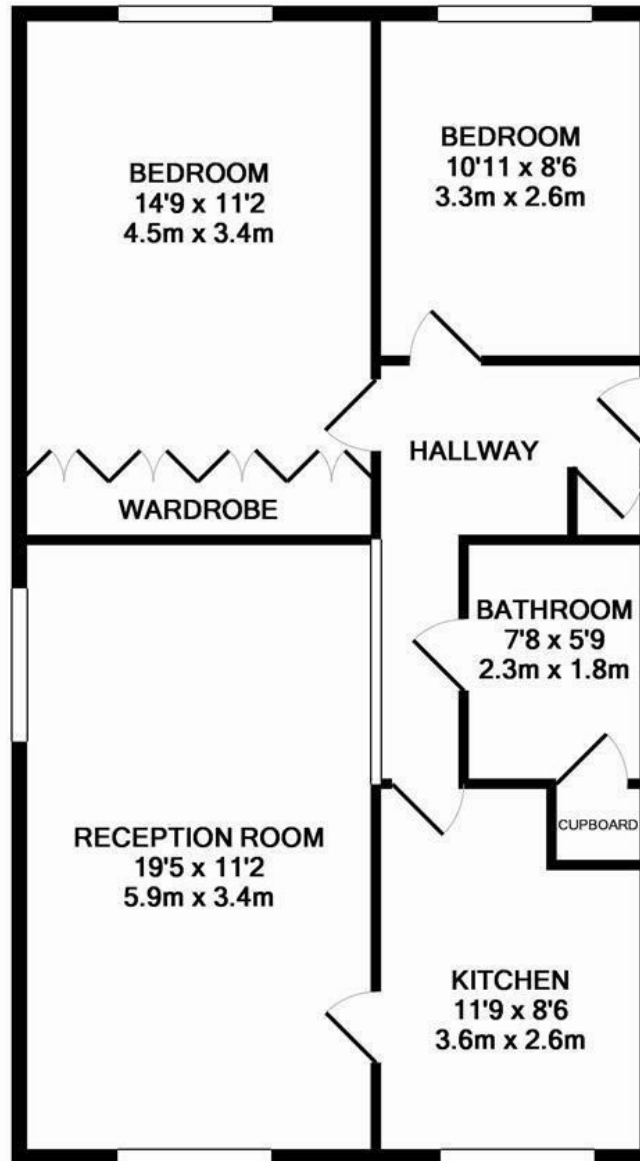 BEDROOM
14'9 x 11'2
4.5m x 3.4m
BEDROOM
10'11 x 8'6
3.3m x 2.6m
HALLWAY
WARDROBE
BATHROOM
7'8 x 5'9
2.3m x 1.8m
RECEPTION ROOM
19'5 x 11'2
5.9m x 3.4m
CUPBOARD
KITCHEN
11'9 x 8'6
3.6m x 2.6m